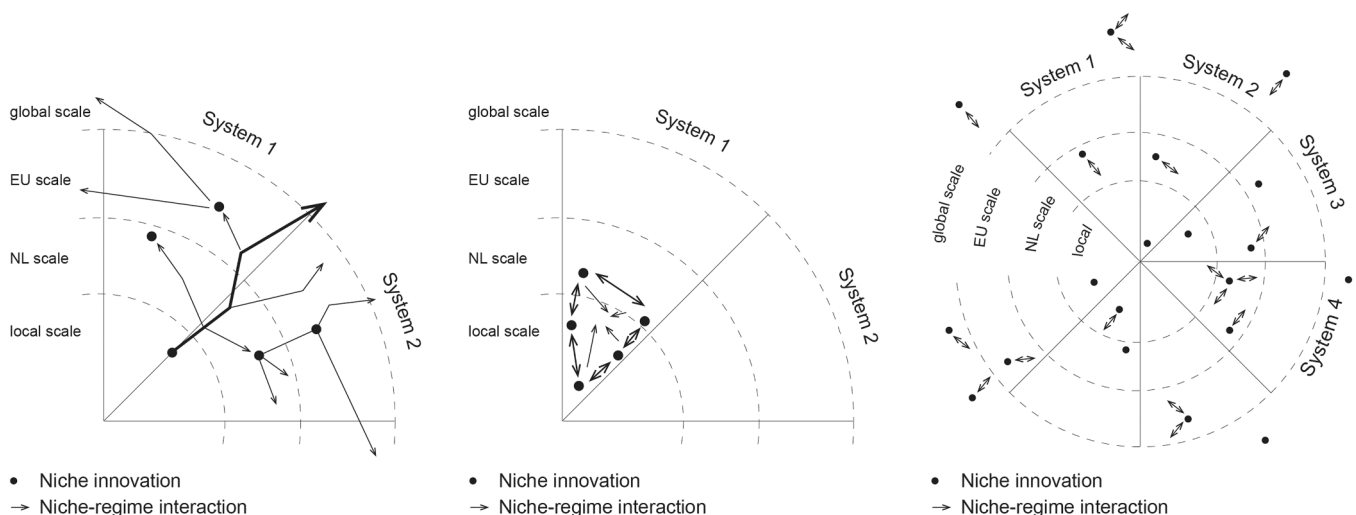 global scale
EU scale
NL scale
local scale
System 1
System 2
● Niche innovation
→ Niche-regime interaction
global scale
EU scale
NL scale
local scale
System 1
System 2
● Niche innovation
→ Niche-regime interaction
System 1
System 2
System 3
System 4
global scale
EU scale
NL scale
local
● Niche innovation
→ Niche-regime interaction